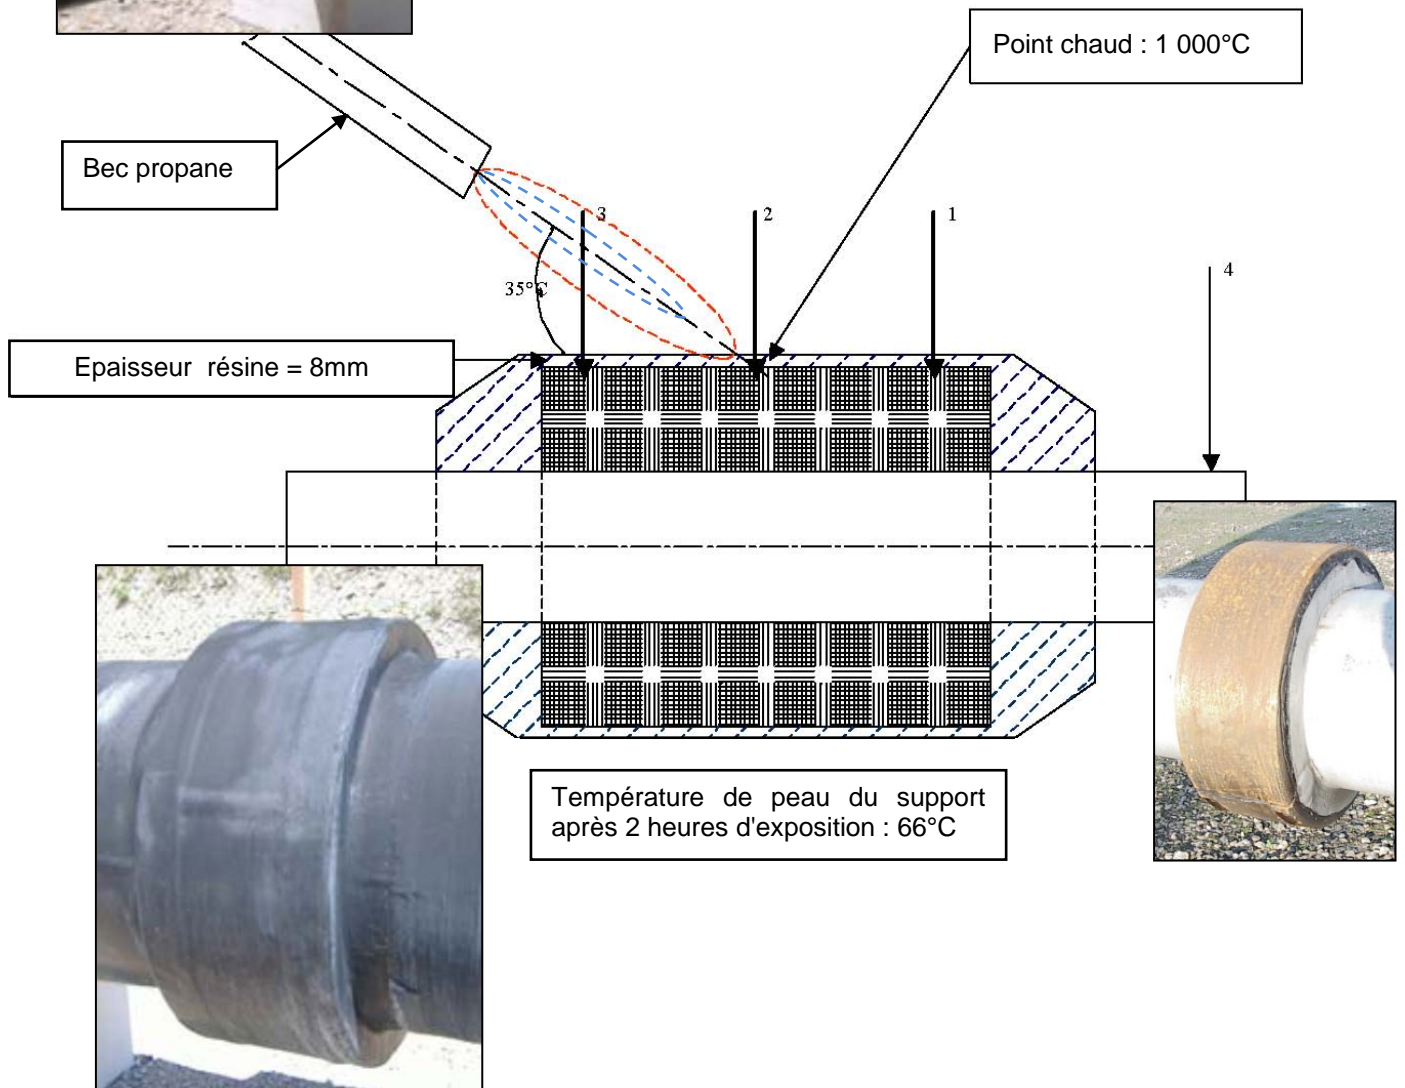 Point chaud : 1 000°C
Bec propane
3
2
1
4
35°C
Epaisseur résine = 8mm
Température de peau du support
après 2 heures d'exposition : 66°C